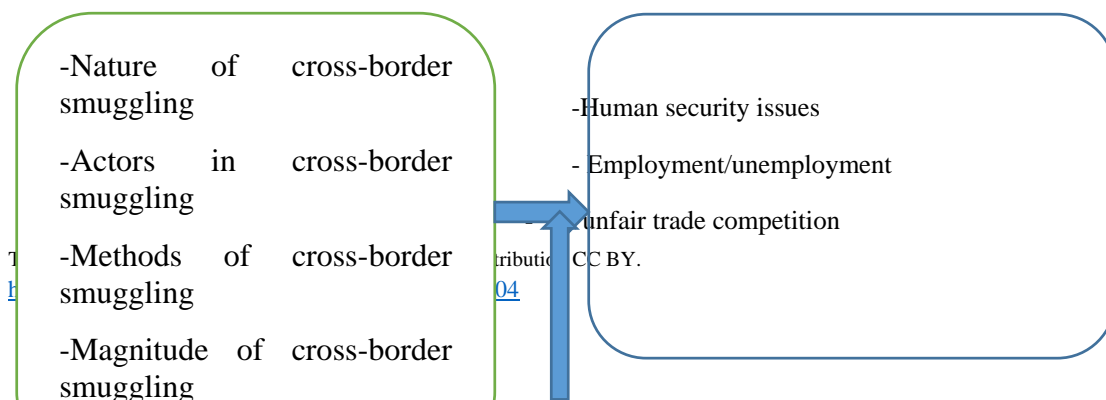 -Nature of cross-border
smuggling
-Actors in cross-border
smuggling
-Methods of cross-border
smuggling
-Magnitude of cross-border
smuggling
-Human security issues
- Employment/unemployment
- unfair trade competition
CC BY.
04